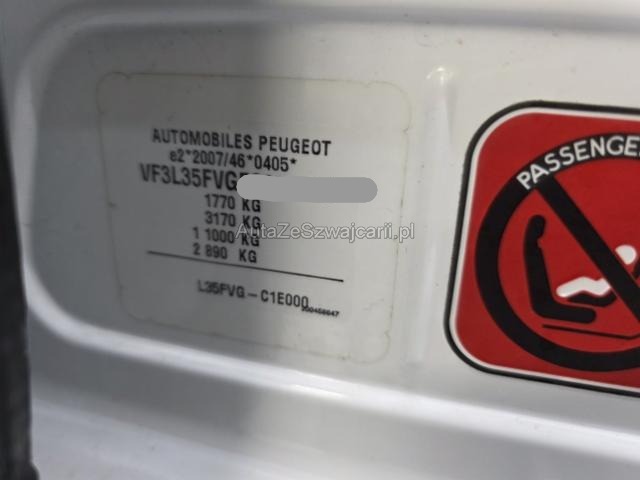 AUTOMOBILES PEUGEOT
e2*2007/46*0405*
VF3L35FVG
1770 KG
3170 KG
1 1000 KG
2 890 KG
AutaZeSzwajcarii.pl
L35FVG - C1E000
PASSENGE